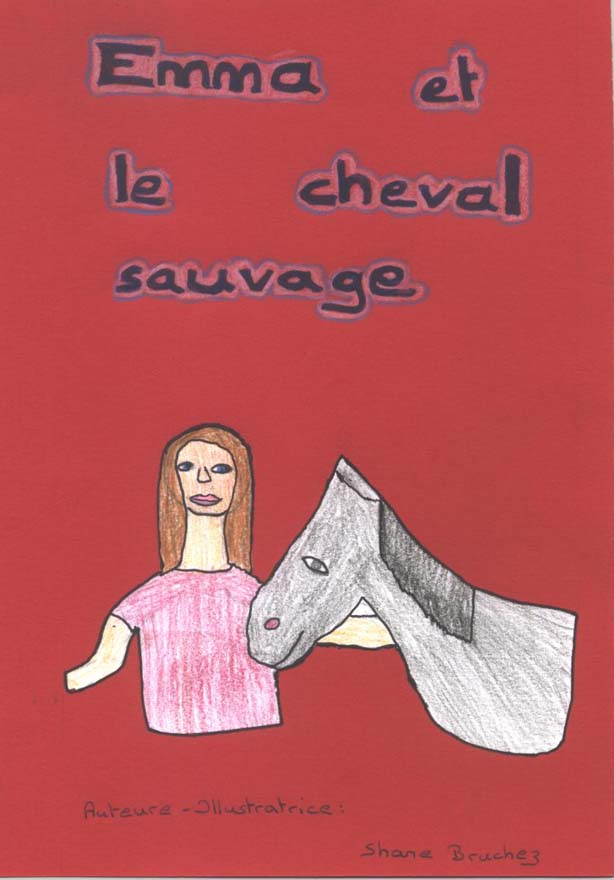 Emma et
le cheval
sauvage
Auteure - Illustratrice :
Shane Bruchez